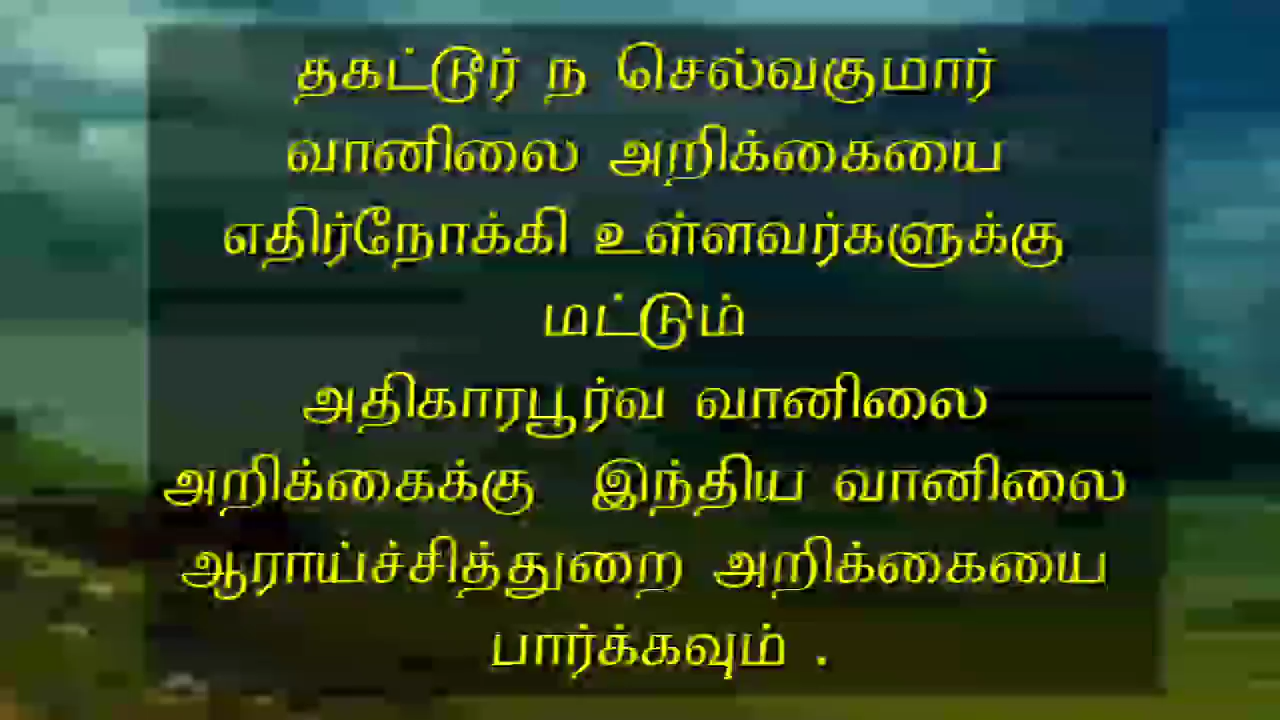 தகட்டூர் ந செல்வகுமார்
வானிலை அறிக்கையை
எதிர்நோக்கி உள்ளவர்களுக்கு
மட்டும்
அதிகாரபூர்வ வானிலை
அறிக்கைக்கு இந்திய வானிலை
ஆராய்ச்சித்துறை அறிக்கையை
பார்க்கவும் .